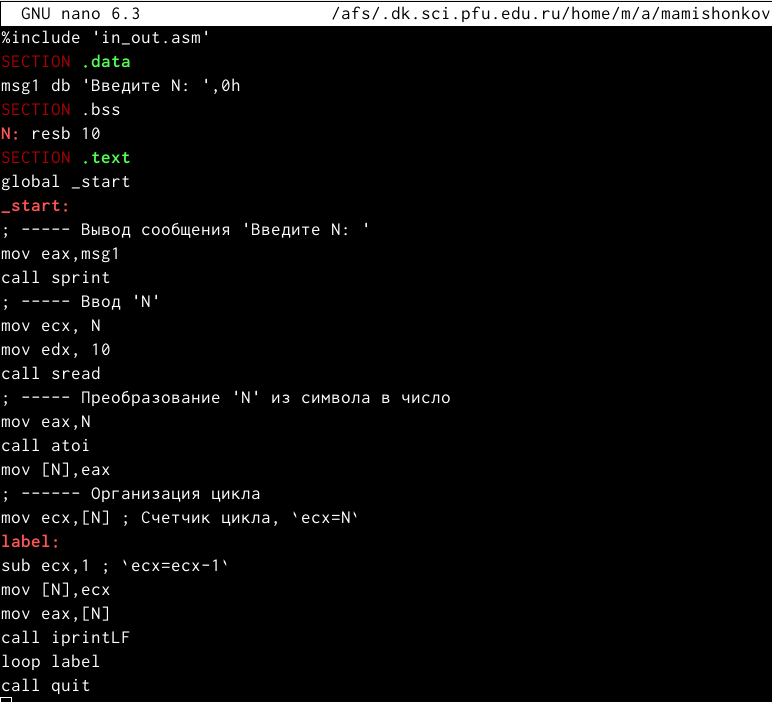 GNU nano 6.3 /afs/.dk.sci.pfu.edu.ru/home/m/a/mamishonkov
%include 'in_out.asm'
SECTION .data
msg1 db 'Введите N: ',0h
SECTION .bss
N: resb 10
SECTION .text
global _start
_start:
; ----- Вывод сообщения 'Введите N: '
mov eax,msg1
call sprint
; ----- Ввод 'N'
mov ecx, N
mov edx, 10
call sread
; ----- Преобразование 'N' из символа в число
mov eax,N
call atoi
mov [N],eax
; ------ Организация цикла
mov ecx,[N] ; Счетчик цикла, `ecx=N`
label:
sub ecx,1 ; `ecx=ecx-1`
mov [N],ecx
mov eax,[N]
call iprintLF
loop label
call quit